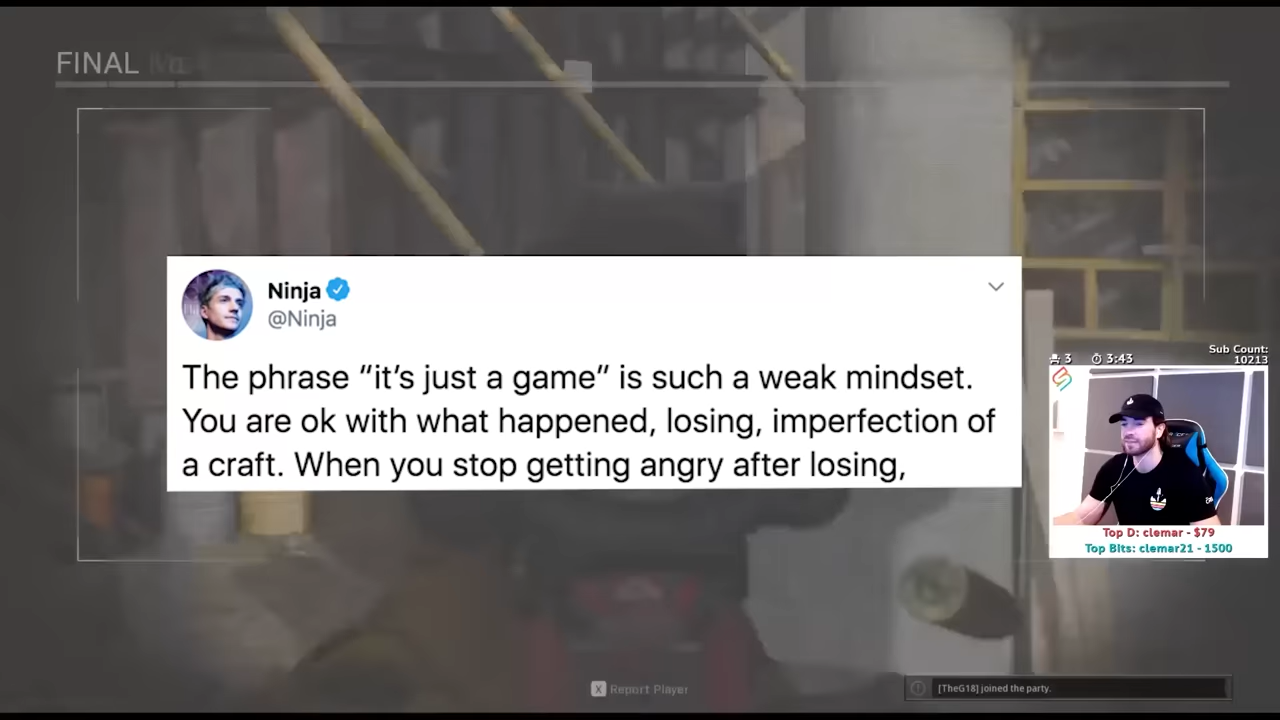 FINAL
Ninja
@Ninja
The phrase “it’s just a game” is such a weak mindset.
You are ok with what happened, losing, imperfection of
a craft. When you stop getting angry after losing,
3 3:43
Sub Count:
10213
Top D: clemar - $79
Top Bits: clemar21 - 1500
X Report Player
[TheG18] joined the party.